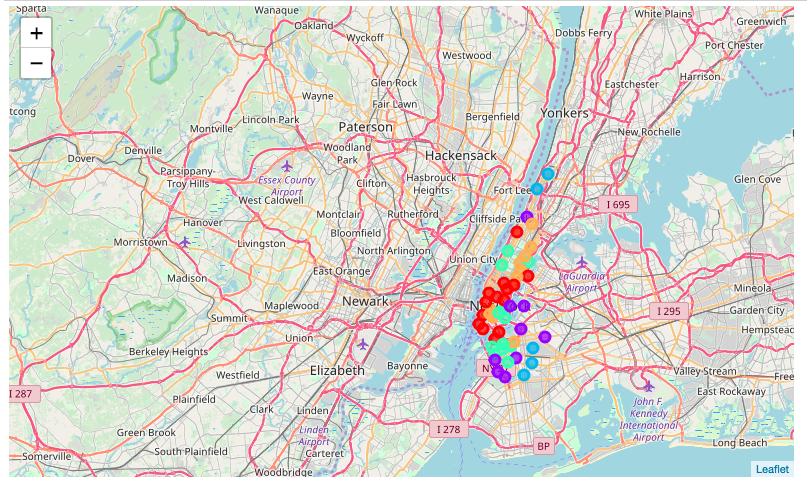 Sparta
Wanaque
Oakland
White Plains
Greenwich
+
Wyckoff
Dobbs Ferry
Port Chester
−
Westwood
Harrison
Glen Rock
Eastchester
Wayne
Fair Lawn
tcong
Lincoln Park
Bergenfield
Yonkers
Montville
Paterson
New Rochelle
Denville
Woodland
Park
Dover
Hackensack
Parsippany-
Troy Hills
Essex County
Airport
Clifton
Hasbrouck
Heights
Fort Lee
Glen Cove
West Caldwell
I 695
Hanover
Montclair
Rutherford
Cliffside Pa
Bloomfield
Morristown
Livingston
North Arlington
Union City
East Orange
LaGuardia
Airport
Madison
Mineola
Maplewood
Newark
N
I 295
Garden City
Summit
Hempstea
Union
Berkeley Heights
Elizabeth
Bayonne
N
Valley Stream
Westfield
Free
I 287
East Rockaway
Plainfield
Clark
Linden
John F.
Kennedy
International
Airport
Green Brook
Linden
Airport
I 278
South Plainfield
BP
Long Beach
Carteret
Somerville
Woodbridge
Leaflet